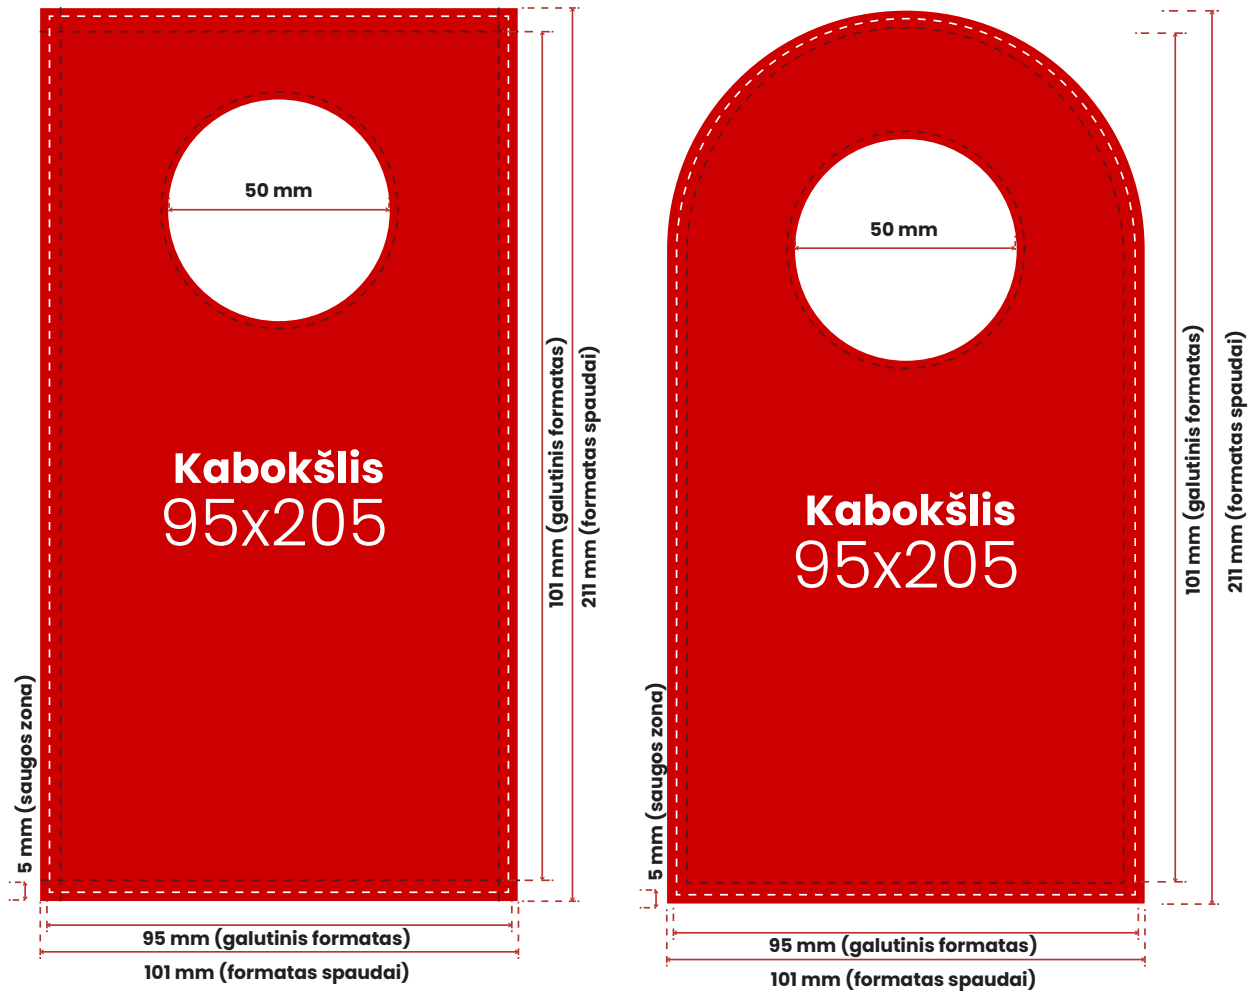 50 mm
Kabokšlis
95x205
101 mm (galutinis formatas)
211 mm (formatas spaudai)
5 mm (saugos zona)
95 mm (galutinis formatas)
101 mm (formatas spaudai)
50 mm
Kabokšlis
95x205
101 mm (galutinis formatas)
211 mm (formatas spaudai)
5 mm (saugos zona)
95 mm (galutinis formatas)
101 mm (formatas spaudai)